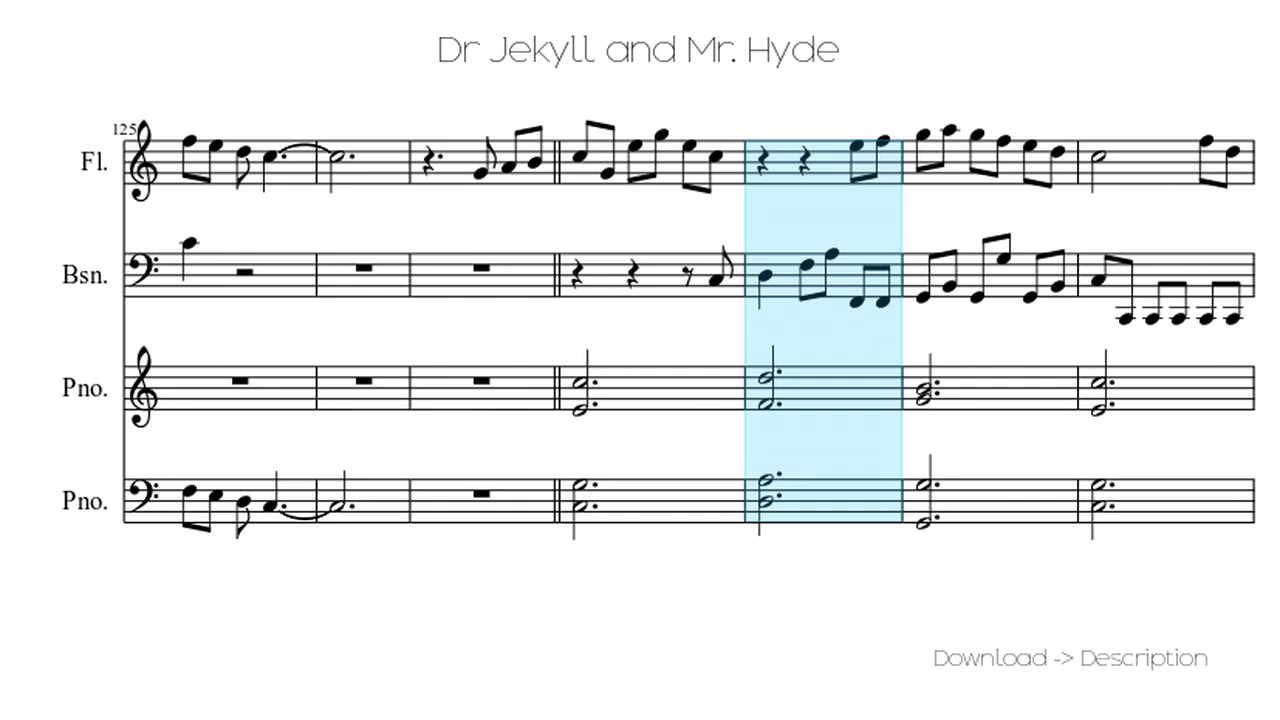 Dr Jekyll and Mr. Hyde
125
Fl.
Bsn.
Pno.
Pno.
Download -> Description